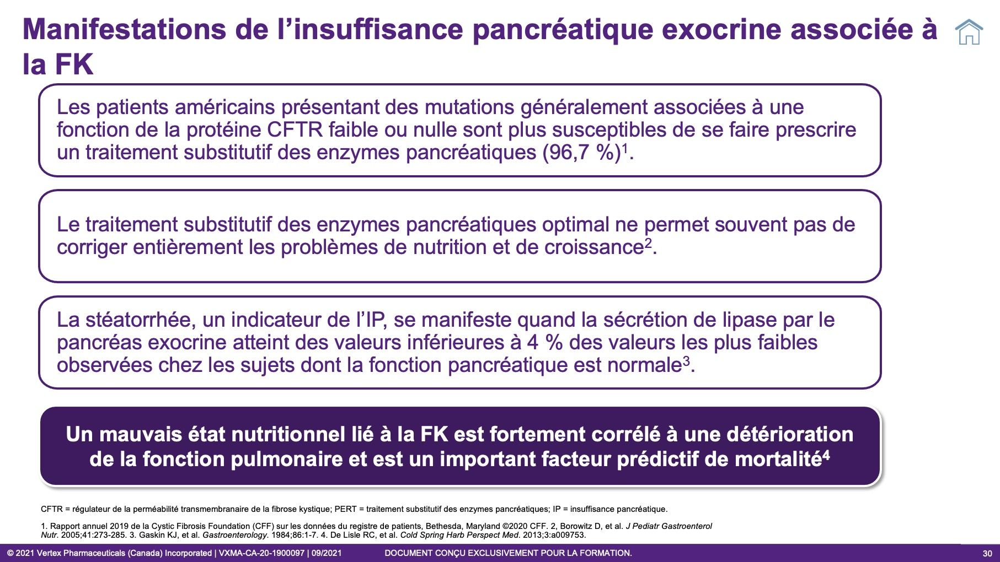 Manifestations de l’insuffisance pancréatique exocrine associée à
la FK
Les patients américains présentant des mutations généralement associées à une
fonction de la protéine CFTR faible ou nulle sont plus susceptibles de se faire prescrire
un traitement substitutif des enzymes pancréatiques (96,7 %)¹.
Le traitement substitutif des enzymes pancréatiques optimal ne permet souvent pas de
corriger entièrement les problèmes de nutrition et de croissance².
La stéatorrhée, un indicateur de l’IP, se manifeste quand la sécrétion de lipase par le
pancréas exocrine atteint des valeurs inférieures à 4 % des valeurs les plus faibles
observées chez les sujets dont la fonction pancréatique est normale³.
Un mauvais état nutritionnel lié à la FK est fortement corrélé à une détérioration
de la fonction pulmonaire et est un important facteur prédictif de mortalité⁴
CFTR = régulateur de la perméabilité transmembranaire de la fibrose kystique; PERT = traitement substitutif des enzymes pancréatiques; IP = insuffisance pancréatique.
1. Rapport annuel 2019 de la Cystic Fibrosis Foundation (CFF) sur les données du registre de patients, Bethesda, Maryland ©2020 CFF. 2, Borowitz D, et al. J Pediatr Gastroenterol
Nutr. 2005;41:273-285. 3. Gaskin KJ, et al. Gastroenterology. 1984;86:1-7. 4. De Lisle RC, et al. Cold Spring Harb Perspect Med. 2013;3:a009753.
© 2021 Vertex Pharmaceuticals (Canada) Incorporated | VXMA-CA-20-1900097 | 09/2021 DOCUMENT CONÇU EXCLUSIVEMENT POUR LA FORMATION. 30